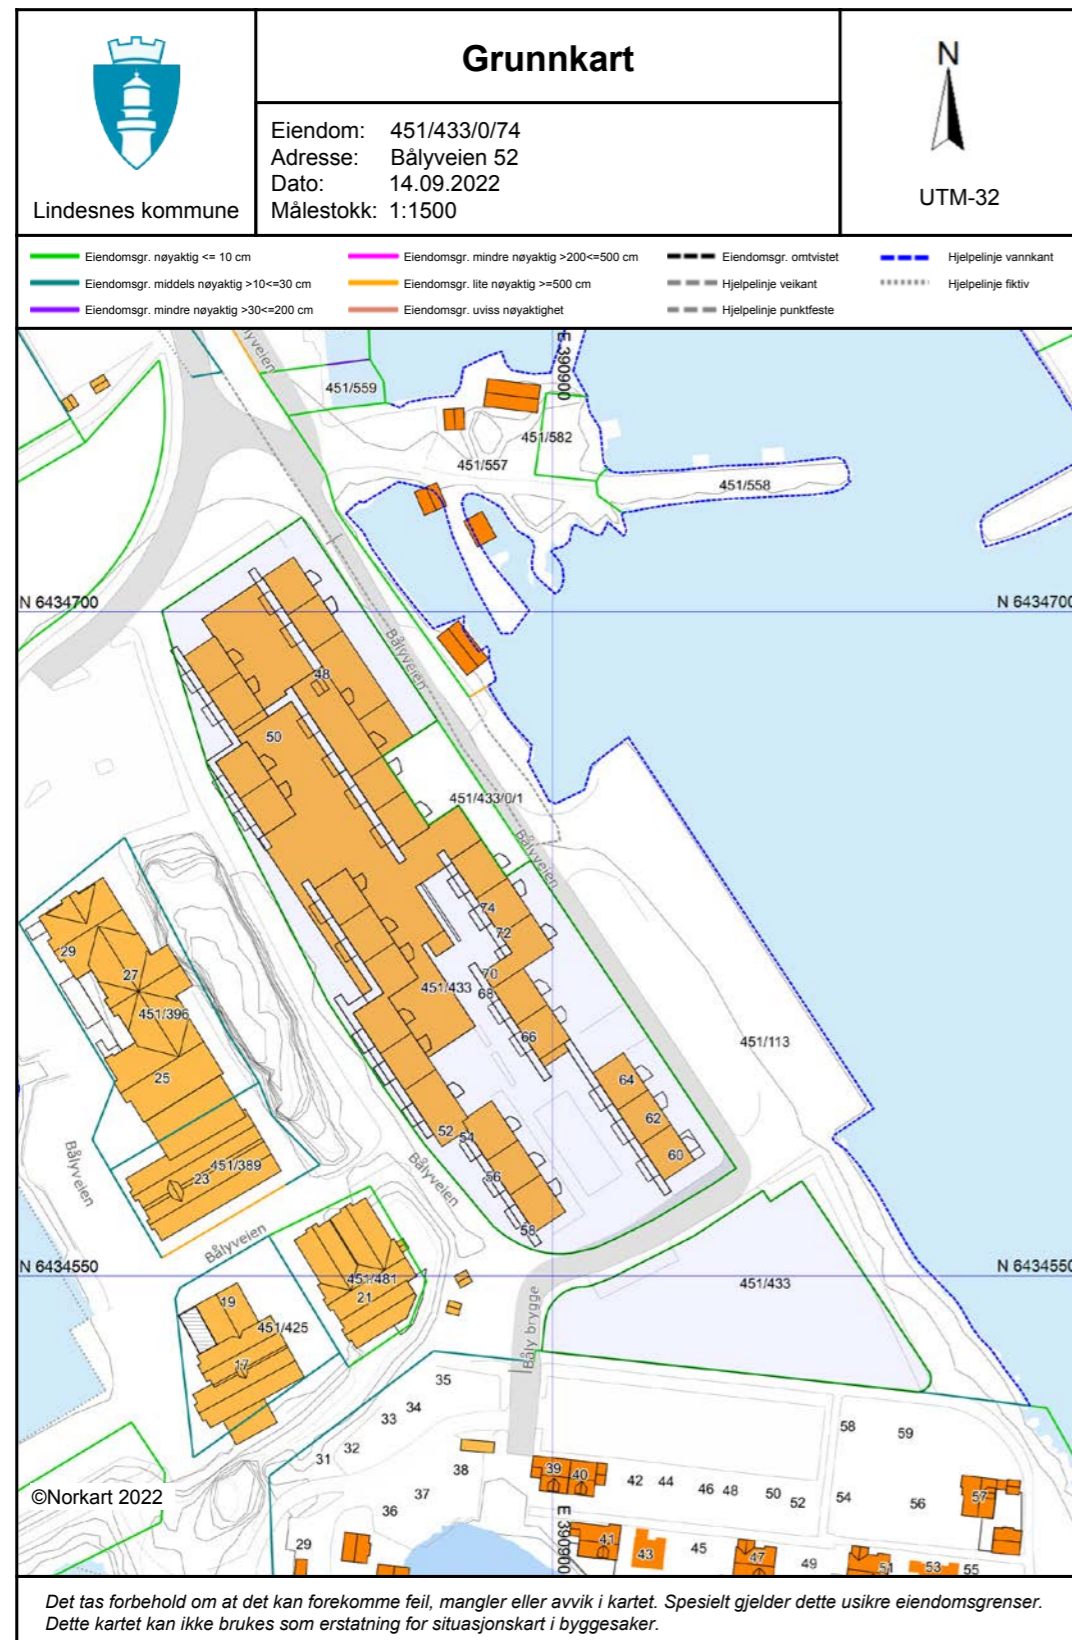 Lindesnes kommune
Grunnkart
Eiendom: 451/433/0/74
Adresse: Bålyveien 52
Dato: 14.09.2022
Målestokk: 1:1500
N
UTM-32
Eiendomsgr. nøyaktig <= 10 cm
Eiendomsgr. middels nøyaktig >10<=30 cm
Eiendomsgr. mindre nøyaktig >30<=200 cm
Eiendomsgr. mindre nøyaktig >200<=500 cm
Eiendomsgr. lite nøyaktig >=500 cm
Eiendomsgr. uviss nøyaktighet
Eiendomsgr. omtvistet
Hjelpelinje veikant
Hjelpelinje punktfeste
Hjelpelinje vannkant
Hjelpelinje fiktiv
E 390900
451/559
451/582
451/557
451/558
N 6434700
N 6434700
Bålyveien
48
50
451/433/0/1
Bålyveien
74
72
70
68
451/433
66
64
62
60
52
54
56
58
29
27
451/396
25
451/113
Bålyveien
Bålyveien
451/389
23
Bålyveien
N 6434550
N 6434550
451/481
21
19
451/425
17
451/433
Båly brygge
35
34
33
32
31
38
37
36
29
39
40
42
44
46
48
50
52
54
56
57
58
59
41
43
45
47
49
51
53
55
E 390900
©Norkart 2022
Det tas forbehold om at det kan forekomme feil, mangler eller avvik i kartet. Spesielt gjelder dette usikre eiendomsgrenser.
Dette kartet kan ikke brukes som erstatning for situasjonskart i byggesaker.